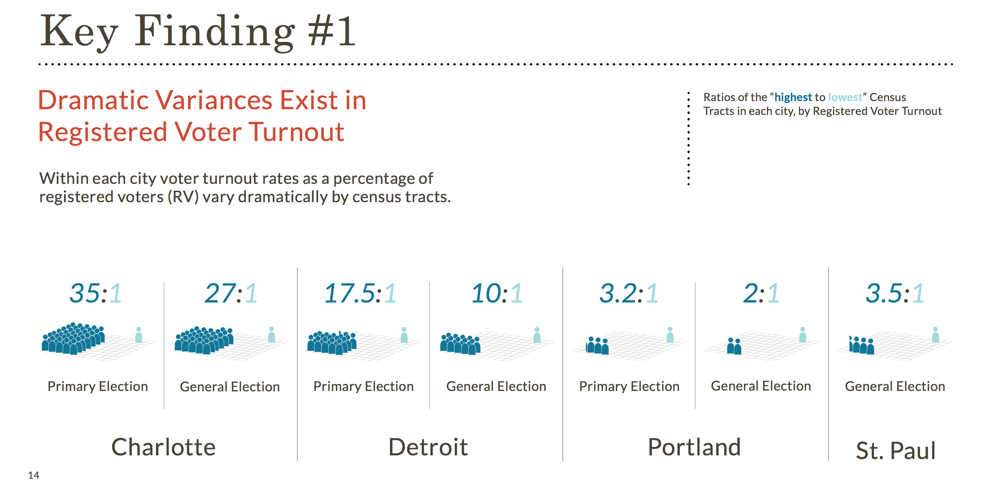 Key Finding #1
Dramatic Variances Exist in
Registered Voter Turnout
Ratios of the “highest to lowest” Census
Tracts in each city, by Registered Voter Turnout
Within each city voter turnout rates as a percentage of
registered voters (RV) vary dramatically by census tracts.
35:1
27:1
17.5:1
10:1
3.2:1
2:1
3.5:1
Primary Election
General Election
Primary Election
General Election
Primary Election
General Election
General Election
Charlotte
Detroit
Portland
St. Paul
14